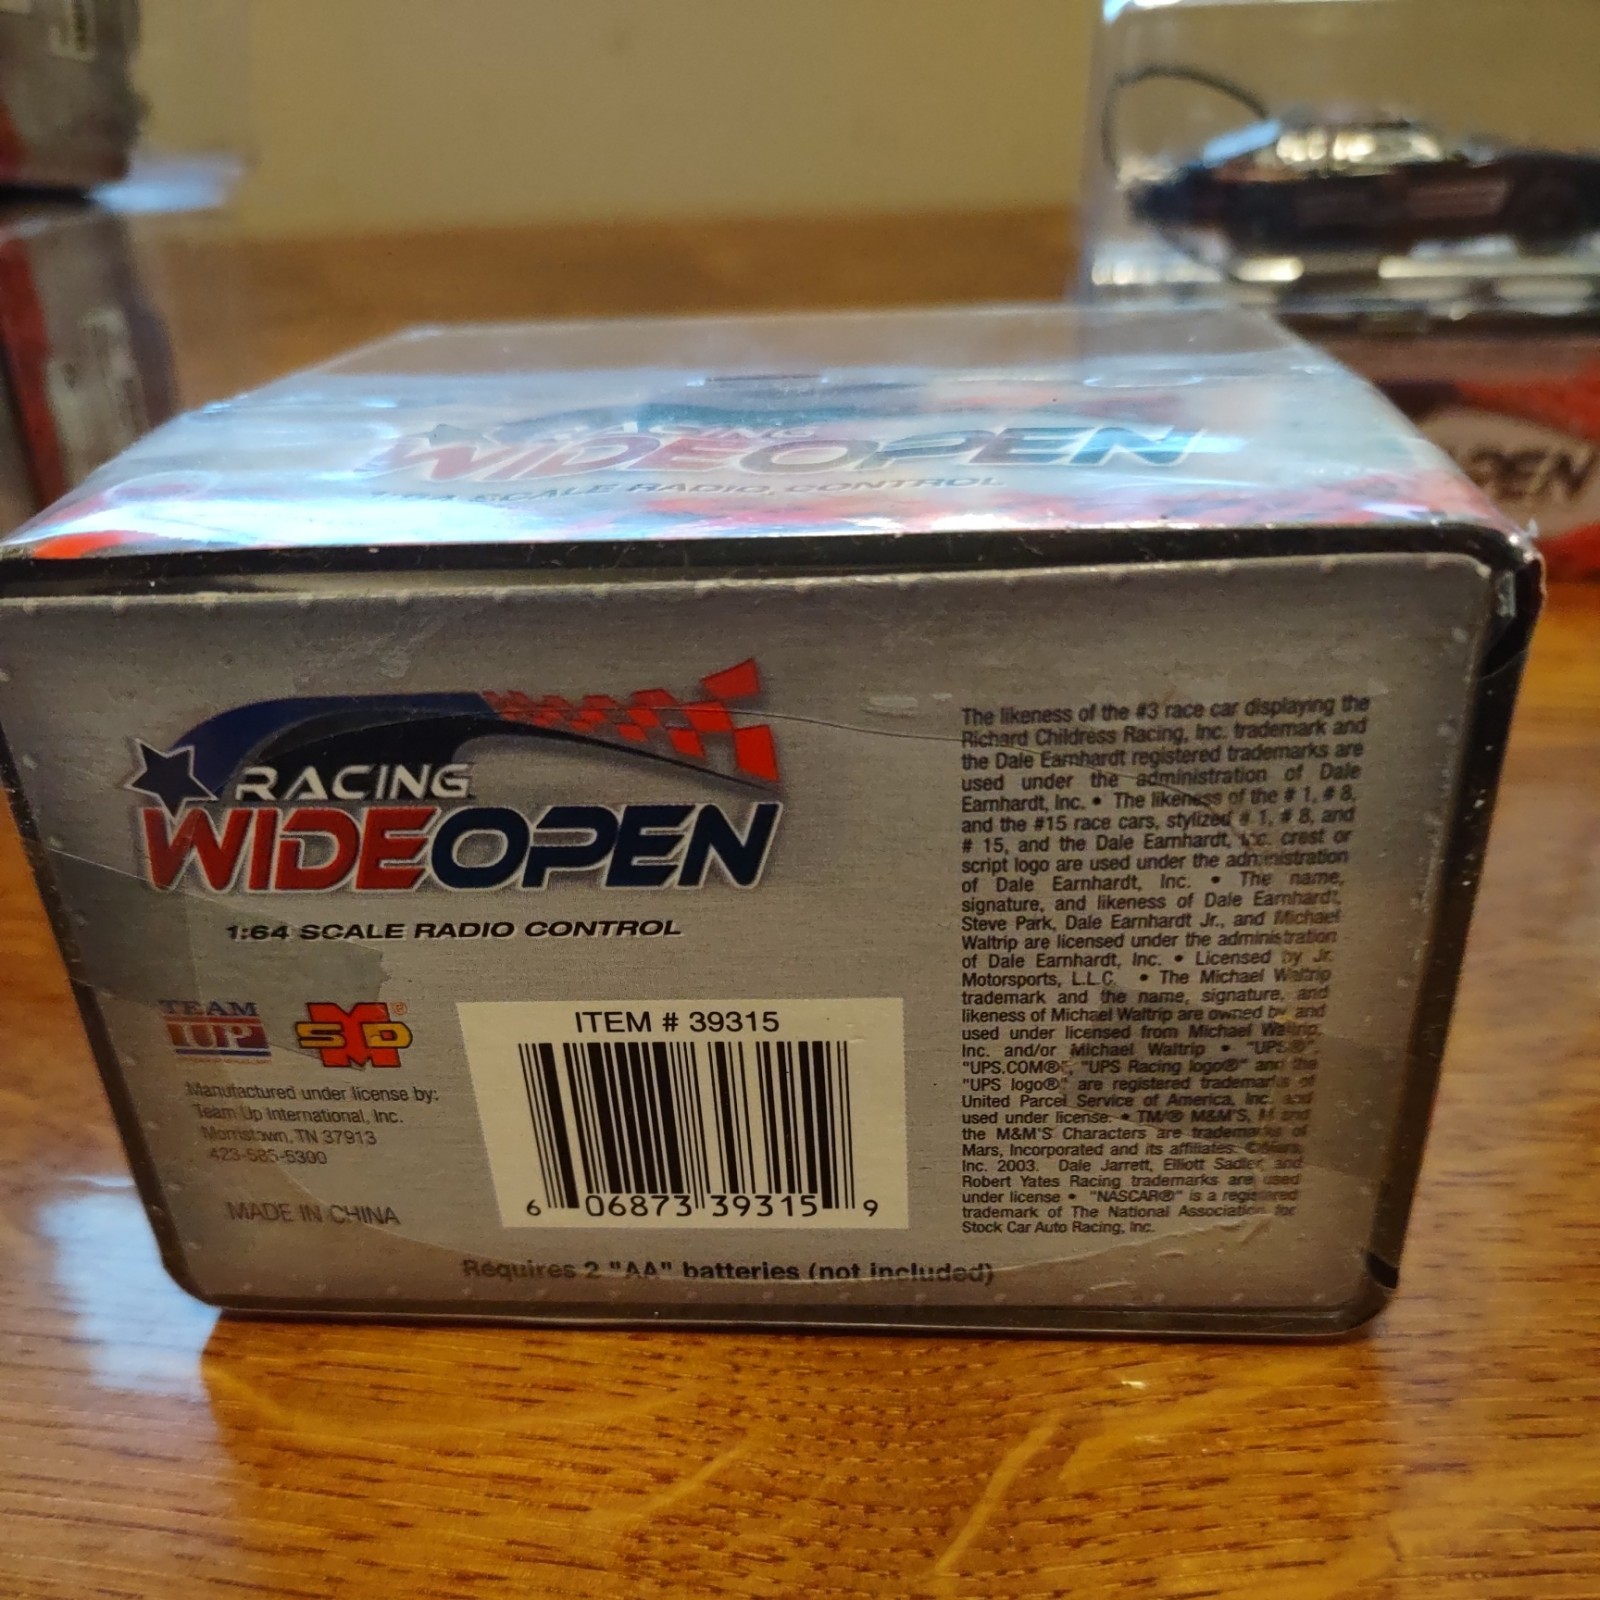 RACING
WIDEOPEN
1:64 SCALE RADIO CONTROL
OPEN
RACING
WIDEOPEN
1:64 SCALE RADIO CONTROL
TEAM
UP
SMD®
Manufactured under license by:
Team Up International, Inc.
Morristown, TN 37913
423-585-5300
MADE IN CHINA
ITEM # 39315
6 06873 39315 9
Requires 2 "AA" batteries (not included)
The likeness of the #3 race car displaying the
Richard Childress Racing, Inc. trademark and
the Dale Earnhardt registered trademarks are
used under the administration of Dale
Earnhardt, Inc. • The likeness of the # 1, # 8,
and the #15 race cars, stylized # 1, # 8, and
# 15, and the Dale Earnhardt, Inc. crest or
script logo are used under the administration
of Dale Earnhardt, Inc. • The name,
signature, and likeness of Dale Earnhardt,
Steve Park, Dale Earnhardt Jr., and Michael
Waltrip are licensed under the administration
of Dale Earnhardt, Inc. • Licensed by Jr.
Motorsports, L.L.C. • The Michael Waltrip
trademark and the name, signature, and
likeness of Michael Waltrip are owned by and
used under licensed from Michael Waltrip,
Inc. and/or Michael Waltrip • "UPS®",
"UPS.COM®", "UPS Racing logo®" and the
"UPS logo®" are registered trademarks of
United Parcel Service of America, Inc. and
used under license. • TM/® M&M'S, M and
the M&M'S Characters are trademarks of
Mars, Incorporated and its affiliates. ©Mars,
Inc. 2003. Dale Jarrett, Elliott Sadler, and
Robert Yates Racing trademarks are used
under license • "NASCAR®" is a registered
trademark of The National Association for
Stock Car Auto Racing, Inc.